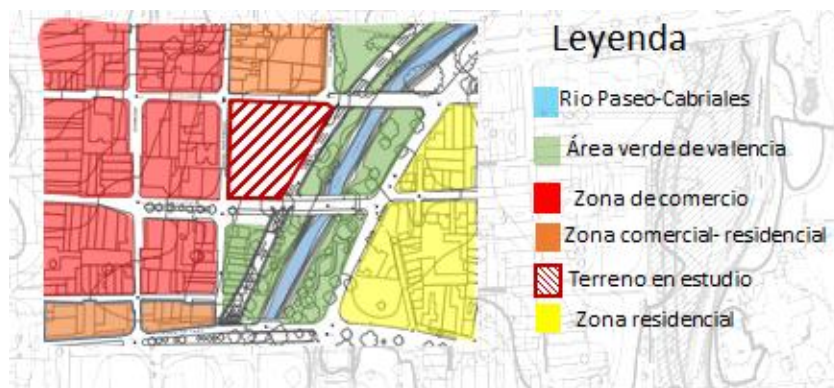 Leyenda
Rio Paseo-Cabriales
Área verde de valencia
Zona de comercio
Zona comercial- residencial
Terreno en estudio
Zona residencial